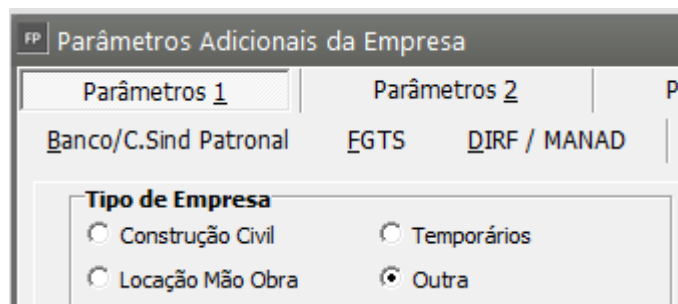 FP Parâmetros Adicionais da Empresa
Parâmetros 1 Parâmetros 2 P
Banco/C.Sind Patronal FGTS DIRF / MANAD
Tipo de Empresa
Construção Civil Temporários
Locação Mão Obra Outra